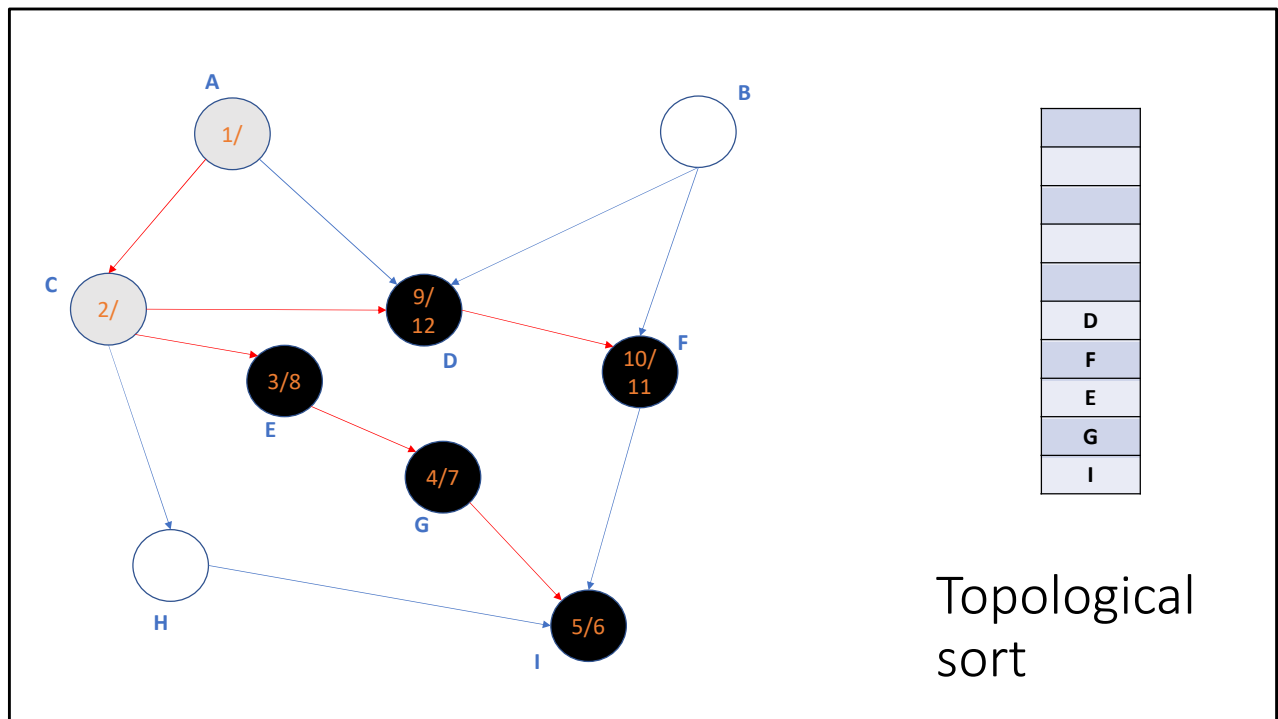 A
1/
B
C
2/
9/
12
D
F
10/
11
3/8
E
4/7
G
H
5/6
I
D
F
E
G
I
Topological
sort